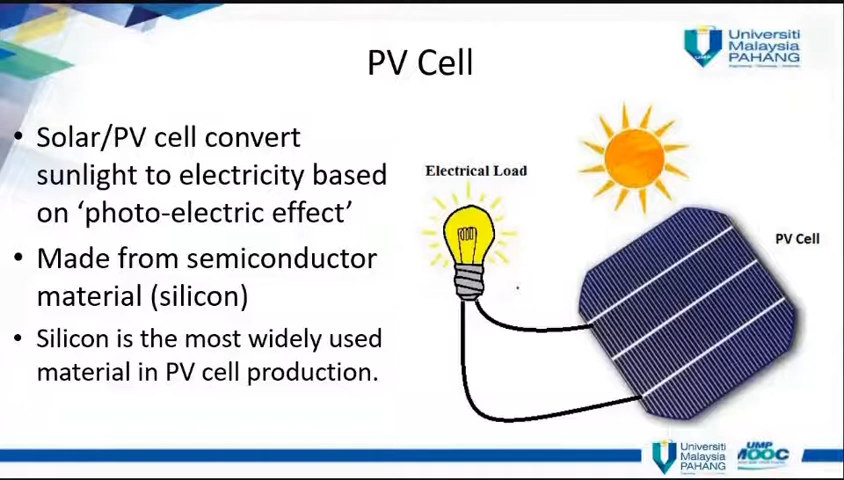 PV Cell
Universiti
Malaysia
PAHANG
• Solar/PV cell convert
sunlight to electricity based
on ‘photo-electric effect’
• Made from semiconductor
material (silicon)
• Silicon is the most widely used
material in PV cell production.
Electrical Load
PV Cell
Universiti
Malaysia
PAHANG
UMP
MOOC